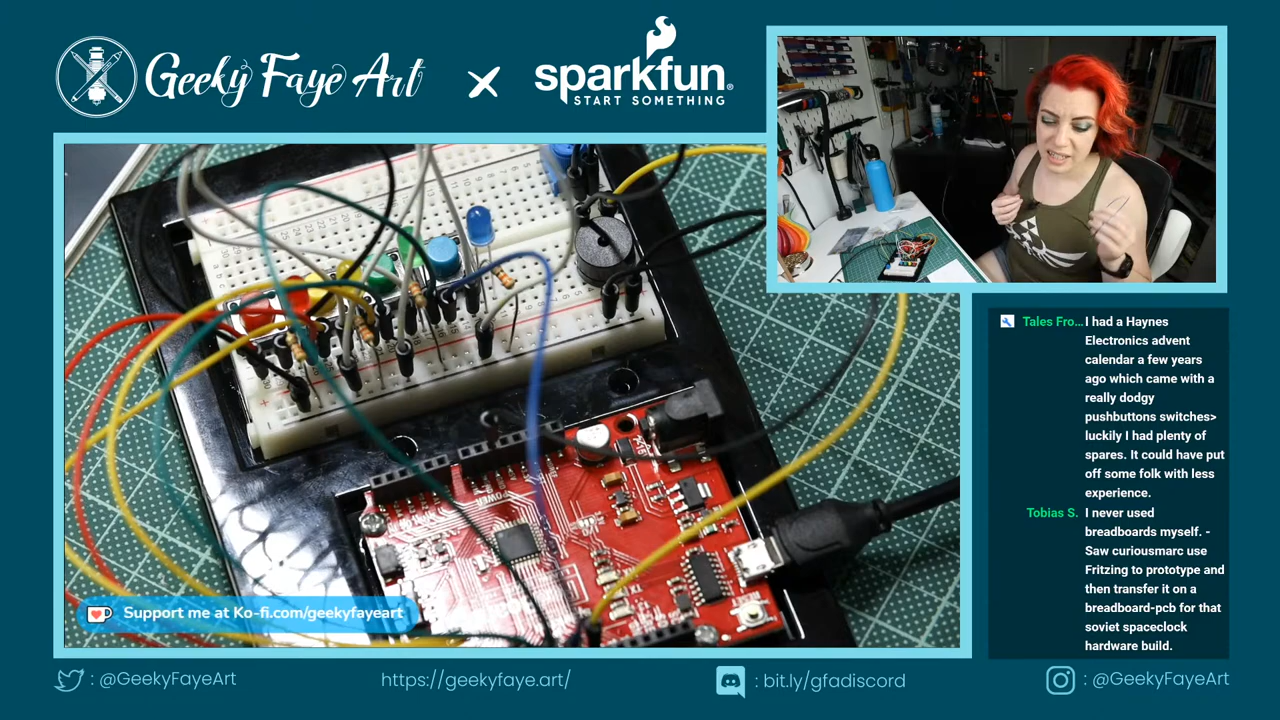 Geeky Faye Art
sparkfun®
START SOMETHING
Tales Fro... I had a Haynes
Electronics advent
calendar a few years
ago which came with a
really dodgy
pushbuttons switches>
luckily I had plenty of
spares. It could have put
off some folk with less
experience.
Tobias S. I never used
breadboards myself. -
Saw curiousmarc use
Fritzing to prototype and
then transfer it on a
breadboard-pcb for that
soviet spaceclock
hardware build.
POWER
Support me at Ko-fi.com/geekyfayeart
: @GeekyFayeArt
https://geekyfaye.art/
: bit.ly/gfadiscord
: @GeekyFayeArt